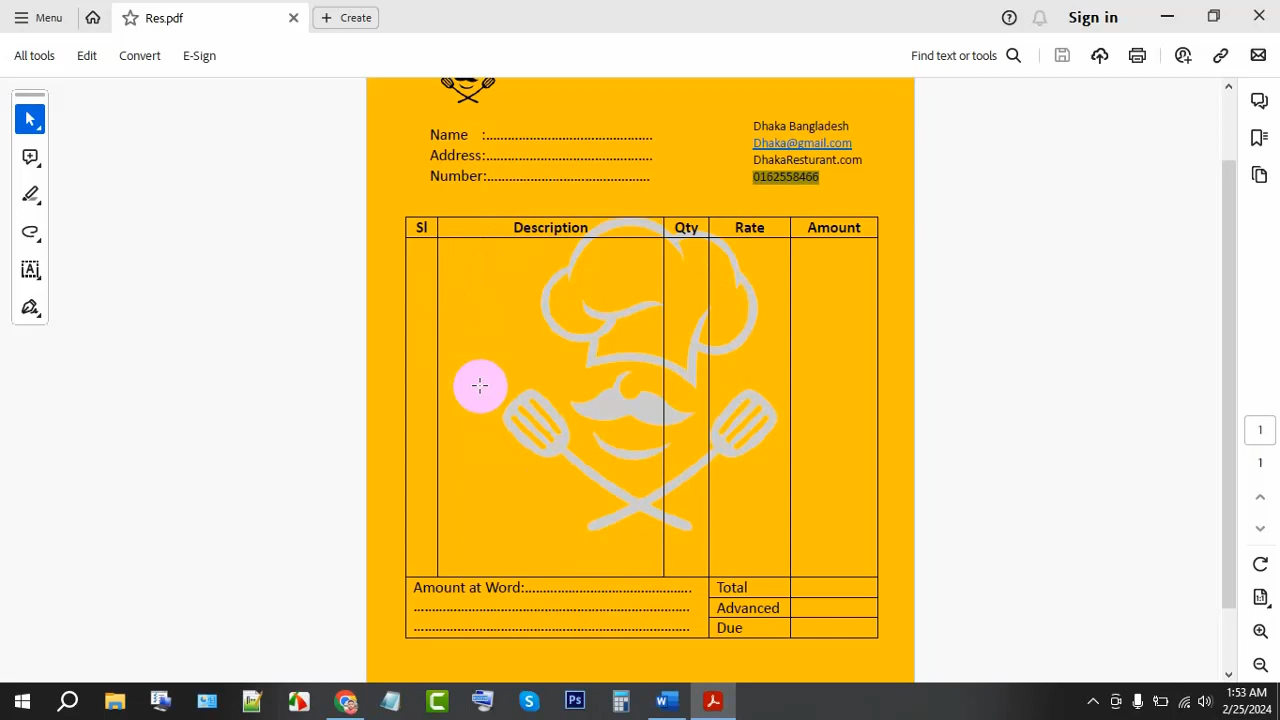 Menu
Res.pdf
Create
Sign in
All tools
Edit
Convert
E-Sign
Find text or tools
Name :..............................................
Address:..............................................
Number:.............................................
Dhaka Bangladesh
Dhaka@gmail.com
DhakaResturant.com
0162558466
Sl Description Qty Rate Amount
Amount at Word:..............................................
Total
............................................................................
Advanced
............................................................................
Due
1
1
W
Ps
1:53 AM
2/25/2024